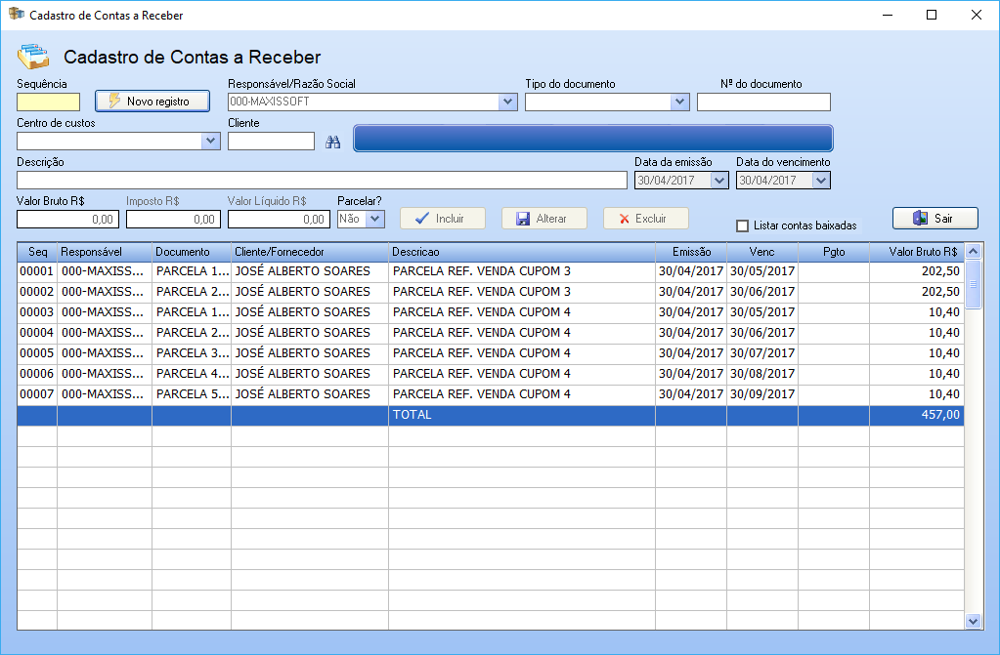 Cadastro de Contas a Receber
Cadastro de Contas a Receber
Sequência
Novo registro
Responsável/Razão Social
000-MAXISSOFT
Tipo do documento
Nº do documento
Centro de custos
Cliente
Descrição
Data da emissão
30/04/2017
Data do vencimento
30/04/2017
Valor Bruto R$
0,00
Imposto R$
0,00
Valor Líquido R$
0,00
Parcelar?
Não
Incluir
Alterar
Excluir
Listar contas baixadas
Sair
Seq Responsável Documento Cliente/Fornecedor Descricao Emissão Venc Pgto Valor Bruto R$
00001 000-MAXISS... PARCELA 1... JOSÉ ALBERTO SOARES PARCELA REF. VENDA CUPOM 3 30/04/2017 30/05/2017 202,50
00002 000-MAXISS... PARCELA 2... JOSÉ ALBERTO SOARES PARCELA REF. VENDA CUPOM 3 30/04/2017 30/06/2017 202,50
00003 000-MAXISS... PARCELA 1... JOSÉ ALBERTO SOARES PARCELA REF. VENDA CUPOM 4 30/04/2017 30/05/2017 10,40
00004 000-MAXISS... PARCELA 2... JOSÉ ALBERTO SOARES PARCELA REF. VENDA CUPOM 4 30/04/2017 30/06/2017 10,40
00005 000-MAXISS... PARCELA 3... JOSÉ ALBERTO SOARES PARCELA REF. VENDA CUPOM 4 30/04/2017 30/07/2017 10,40
00006 000-MAXISS... PARCELA 4... JOSÉ ALBERTO SOARES PARCELA REF. VENDA CUPOM 4 30/04/2017 30/08/2017 10,40
00007 000-MAXISS... PARCELA 5... JOSÉ ALBERTO SOARES PARCELA REF. VENDA CUPOM 4 30/04/2017 30/09/2017 10,40
TOTAL 457,00